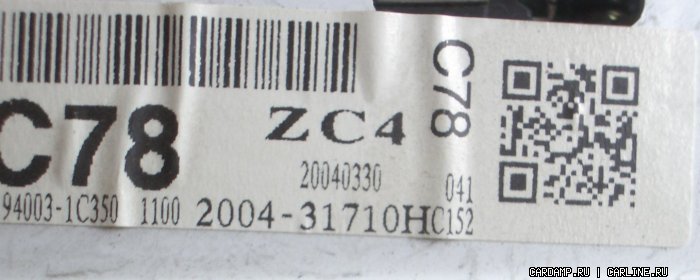 C78 ZC4 C78
20040330 041
94003-1C350 1100 2004-31710HC152
CARDAMP.RU | CARLINE.RU